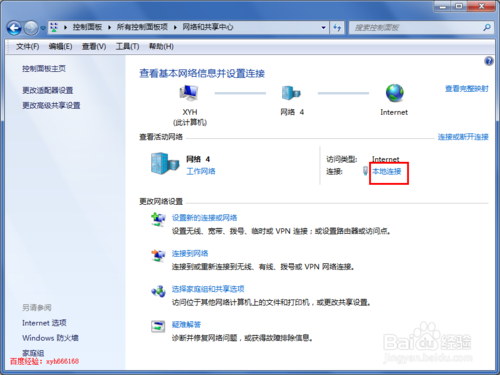 控制面板 ▸ 所有控制面板项 ▸ 网络和共享中心
搜索控制面板
文件(F) 编辑(E) 查看(V) 工具(T) 帮助(H)
控制面板主页
更改适配器设置
更改高级共享设置
查看基本网络信息并设置连接
查看完整映射
XYH
(此计算机)
网络 4
Internet
查看活动网络
连接或断开连接
网络 4
工作网络
访问类型: Internet
连接: 本地连接
更改网络设置
设置新的连接或网络
设置无线、宽带、拨号、临时或 VPN 连接；或设置路由器或访问点。
连接到网络
连接到或重新连接到无线、有线、拨号或 VPN 网络连接。
选择家庭组和共享选项
访问位于其他网络计算机上的文件和打印机，或更改共享设置。
疑难解答
诊断并修复网络问题，或获得故障排除信息。
另请参阅
Internet 选项
Windows 防火墙
家庭组
百度经验: xyh666168
Bai du 经验
jingyan.baidu.com